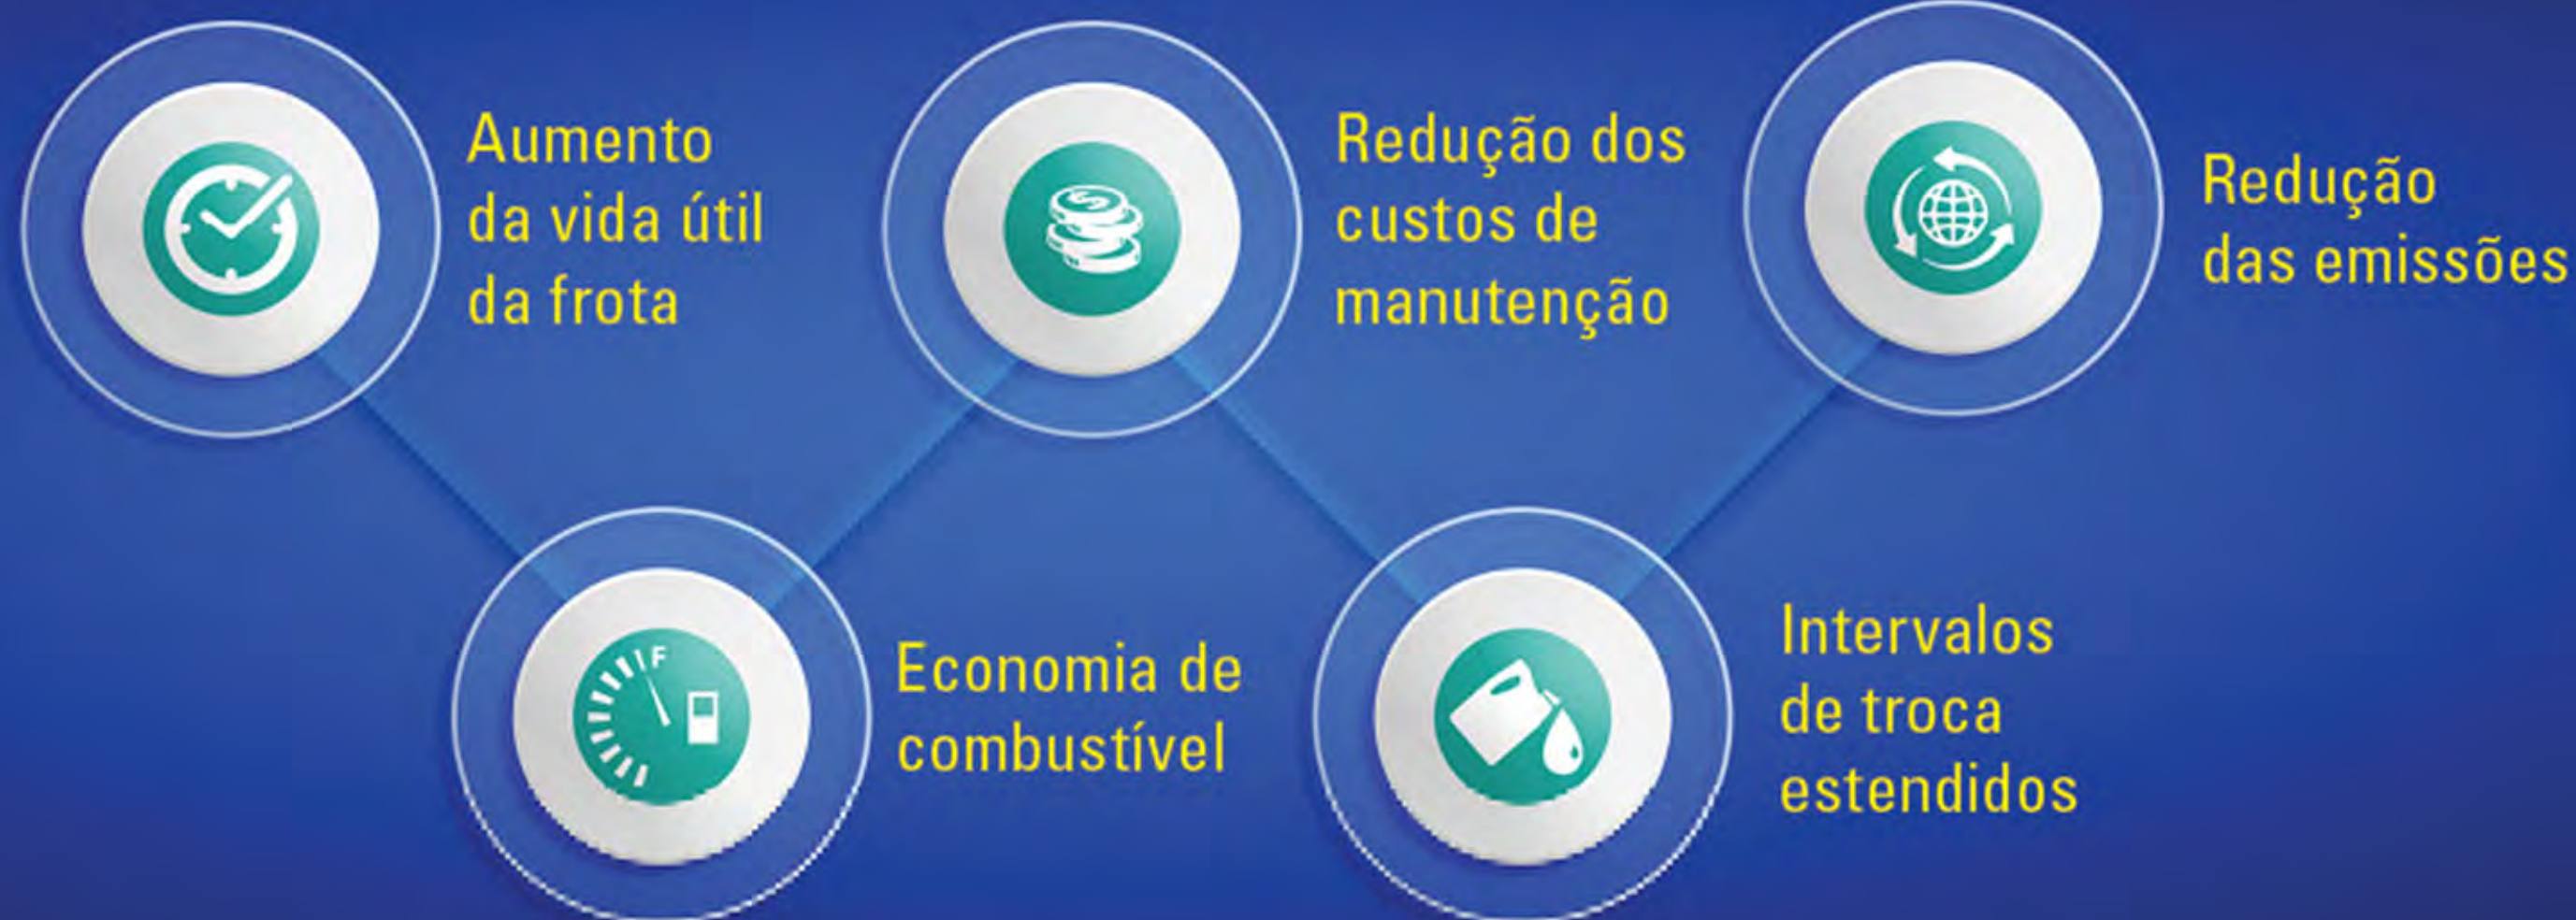 Aumento
da vida útil
da frota
Economia de
combustível
Redução dos
custos de
manutenção
Intervalos
de troca
estendidos
Redução
das emissões
F